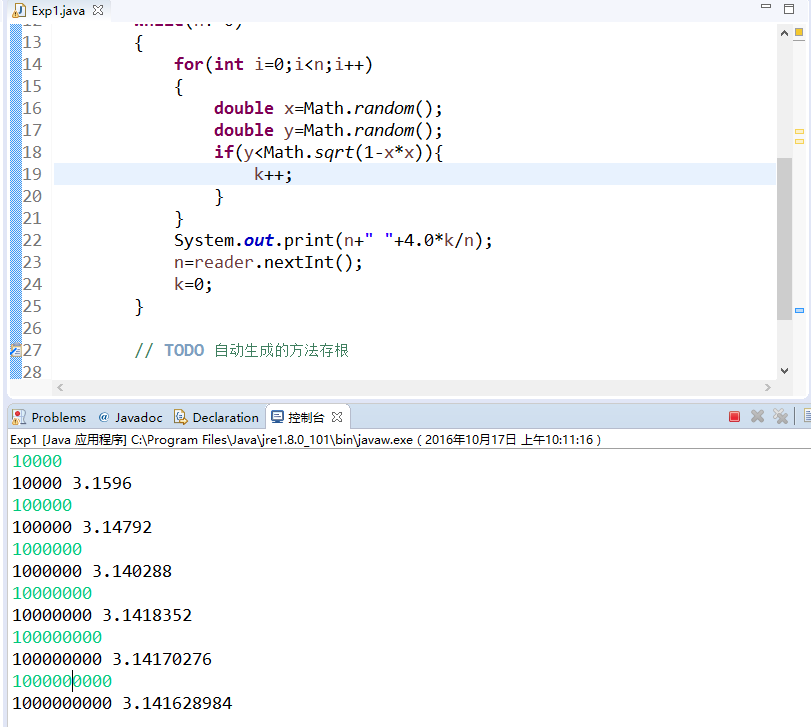 Exp1.java
13 {
14 for(int i=0;i<n;i++)
15 {
16 double x=Math.random();
17 double y=Math.random();
18 if(y<Math.sqrt(1-x*x)){
19 k++;
20 }
21 }
22 System.out.print(n+" "+4.0*k/n);
23 n=reader.nextInt();
24 k=0;
25 }
26
27 // TODO 自动生成的方法存根
28
Problems @ Javadoc Declaration 控制台
Exp1 [Java 应用程序] C:\Program Files\Java\jre1.8.0_101\bin\javaw.exe ( 2016年10月17日 上午10:11:16 )
10000
10000 3.1596
100000
100000 3.14792
1000000
1000000 3.140288
10000000
10000000 3.1418352
100000000
100000000 3.14170276
1000000000
1000000000 3.141628984